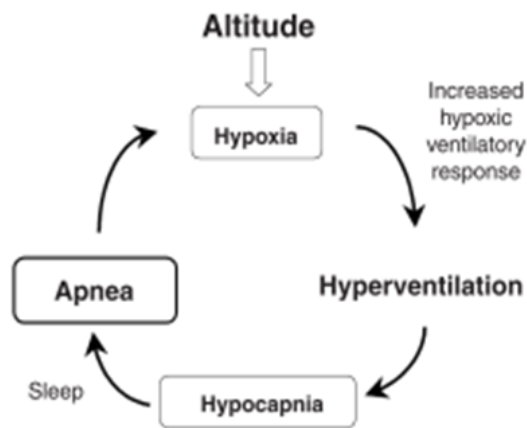 Altitude
Hypoxia
Increased
hypoxic
ventilatory
response
Hyperventilation
Hypocapnia
Sleep
Apnea